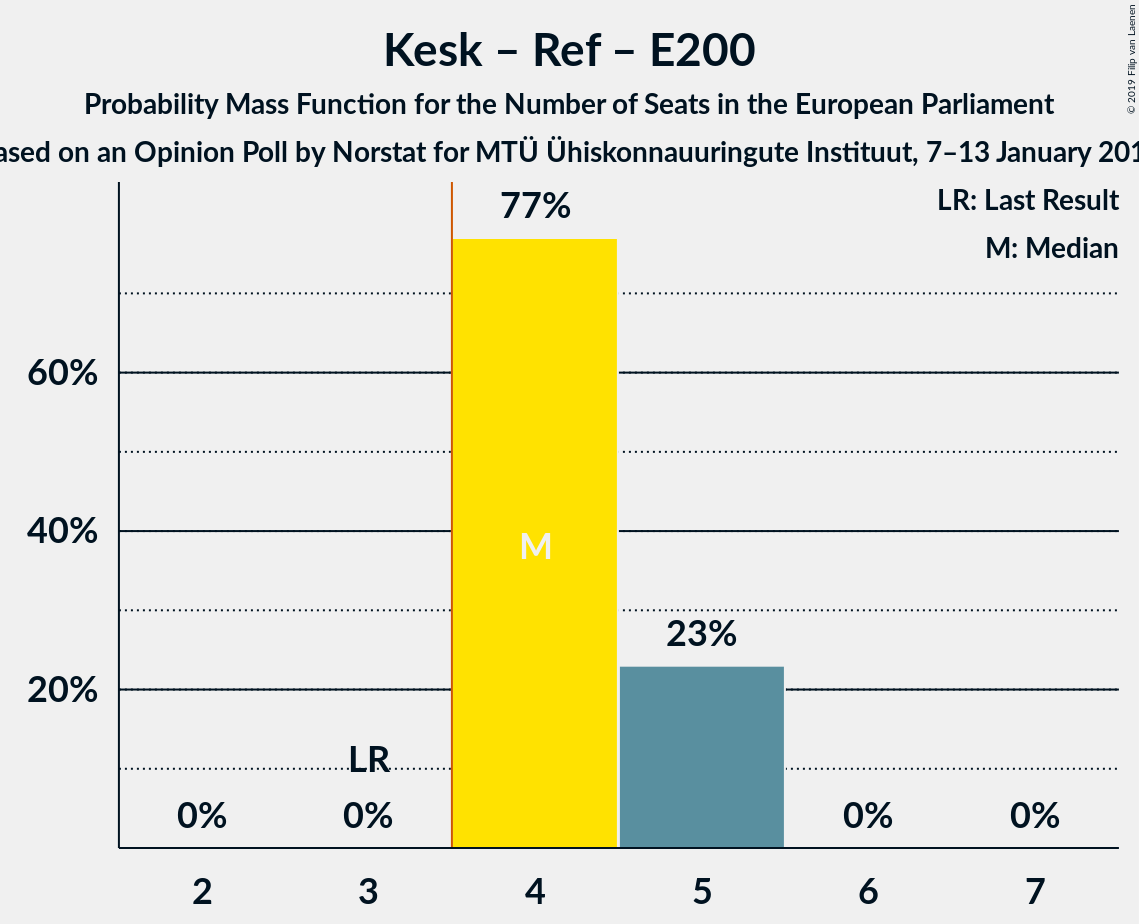 Kesk – Ref – E200
Probability Mass Function for the Number of Seats in the European Parliament
ased on an Opinion Poll by Norstat for MTÜ Ühiskonnauuringute Instituut, 7–13 January 201
© 2019 Filip van Laenen
LR: Last Result
M: Median
77%
60%
40%
M
23%
20%
LR
0% 0% 0% 0%
2 3 4 5 6 7